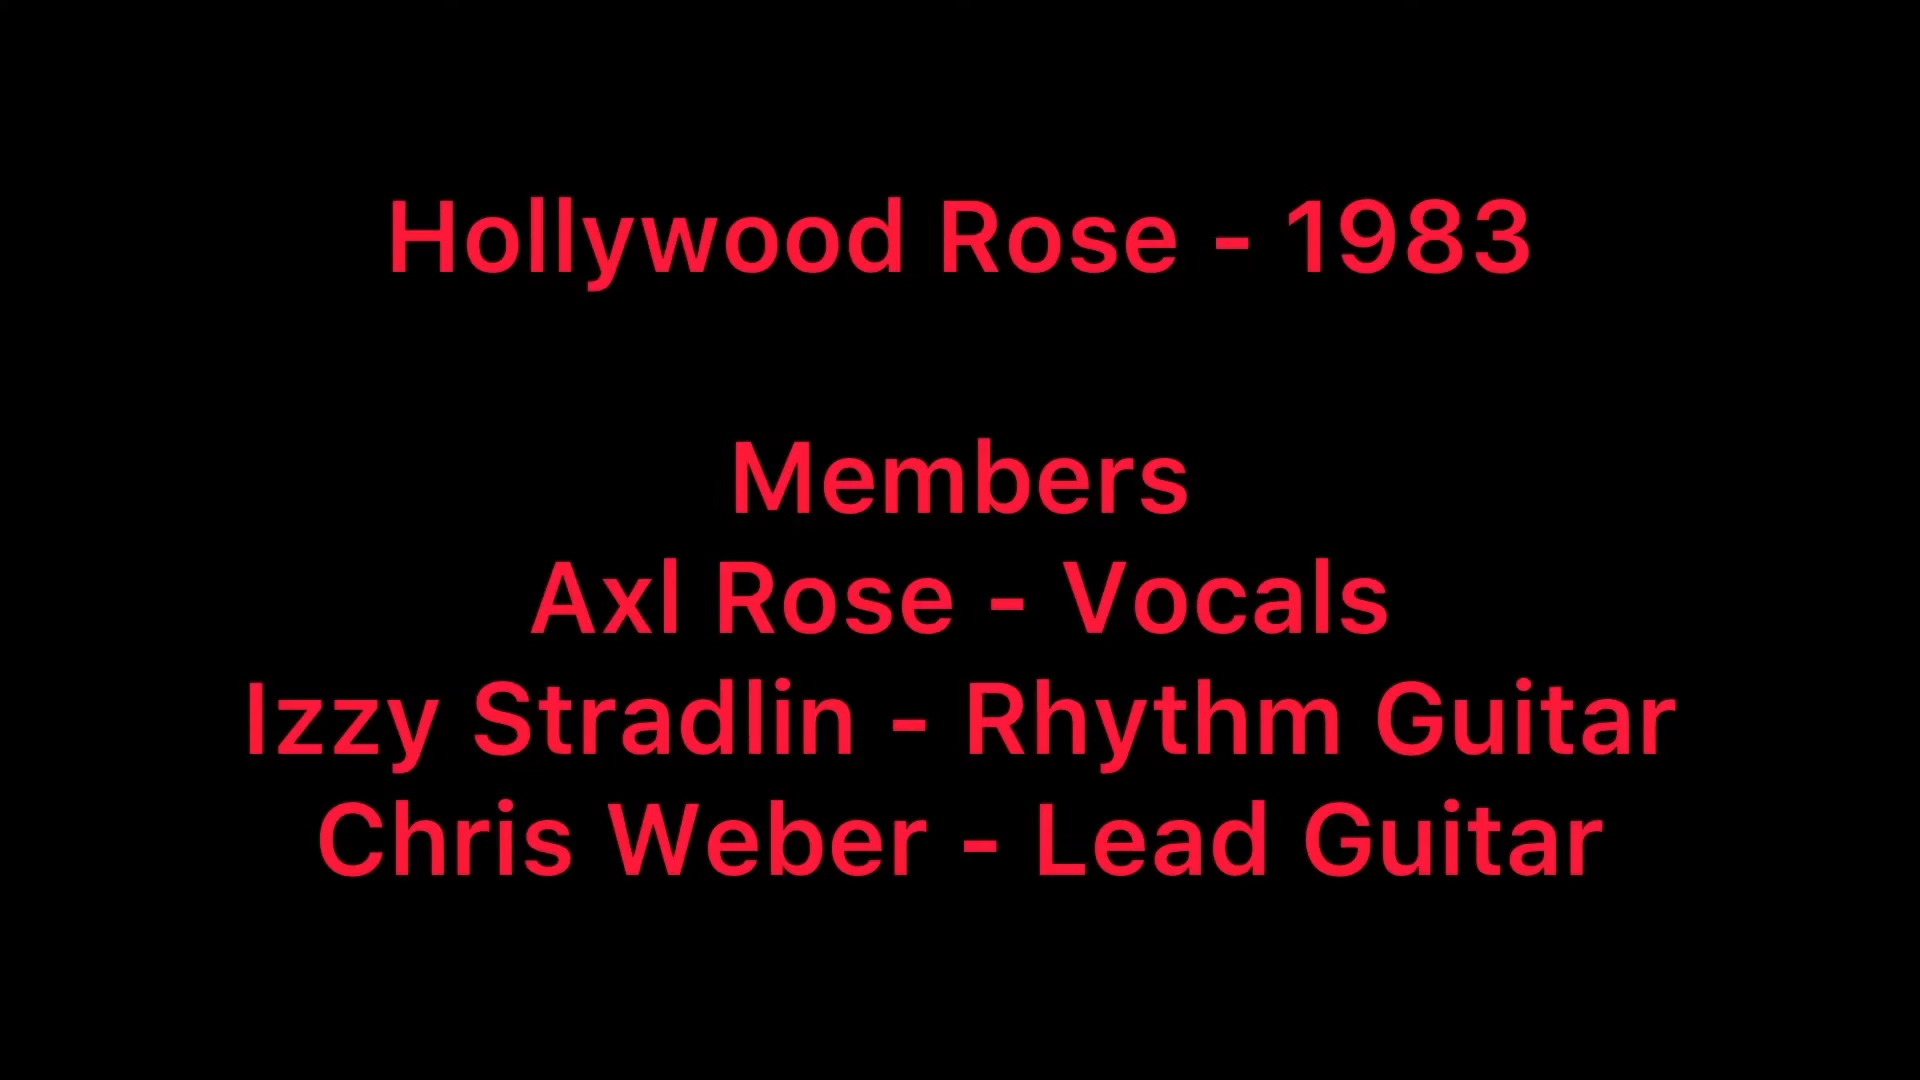 Hollywood Rose - 1983
Members
Axl Rose - Vocals
Izzy Stradlin - Rhythm Guitar
Chris Weber - Lead Guitar